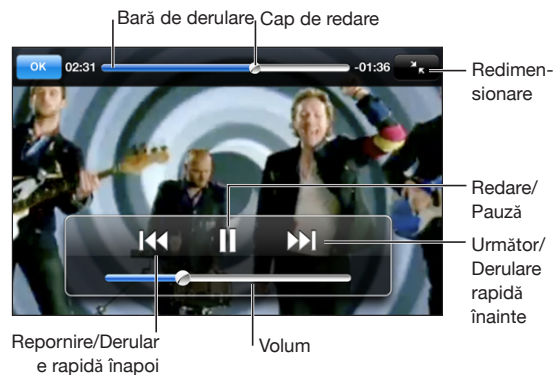 Bară de derulare Cap de redare
OK 02:31 -01:36
Redimen-
sionare
Redare/
Pauză
Următor/
Derulare
rapidă
înainte
Repornire/Derular
e rapidă înapoi
Volum